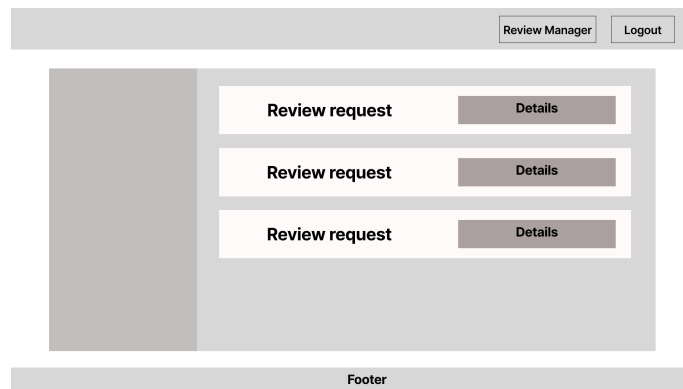 Review Manager
Logout
Review request
Details
Review request
Details
Review request
Details
Footer